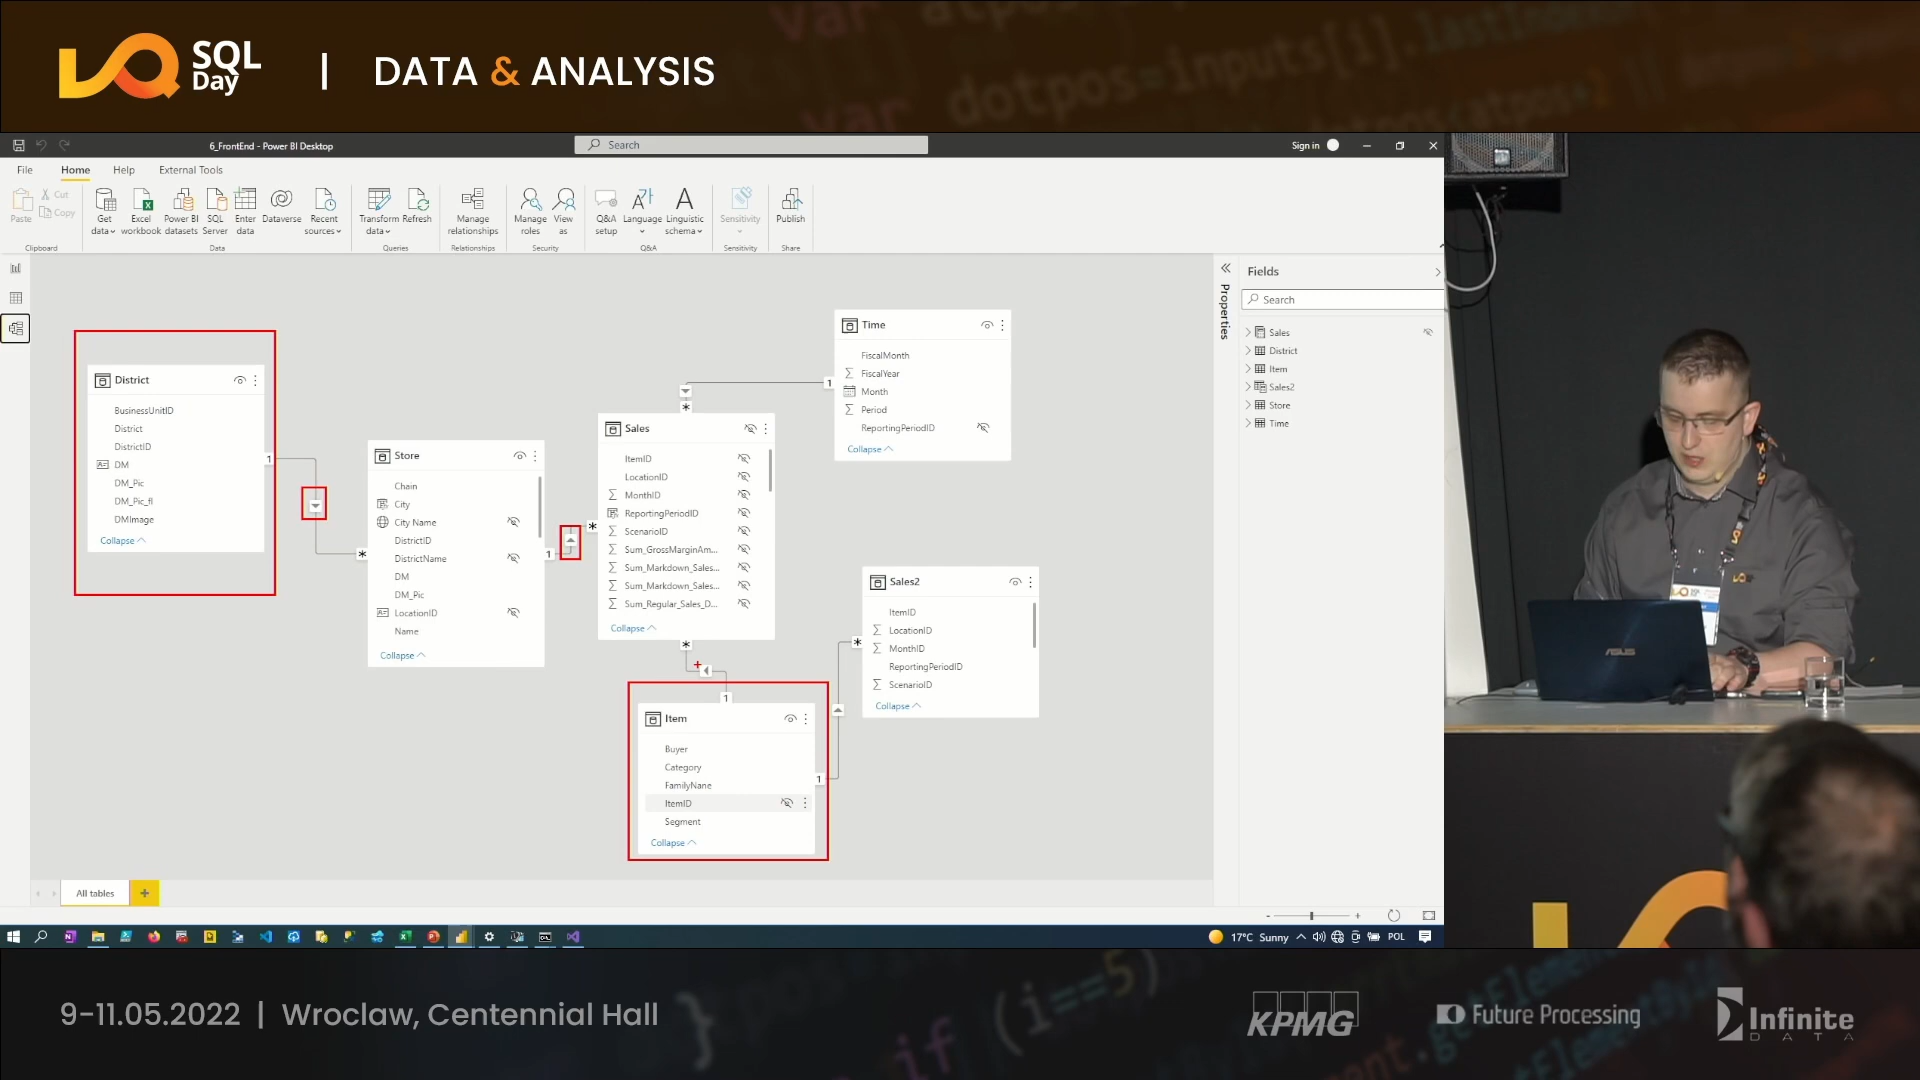 SQL
Day
| DATA & ANALYSIS
6_FrontEnd - Power BI Desktop
Search
Sign in
File
Home
Help
External Tools
Paste
Cut
Copy
Get data
Excel workbook
Power BI datasets
SQL Server
Enter data
Dataverse
Recent sources
Transform data
Refresh
Manage relationships
Manage roles
View as
Q&A setup
Language
Linguistic schema
Sensitivity
Publish
Clipboard
Data
Queries
Relationships
Security
Q&A
Sensitivity
Share
District
BusinessUnitID
District
DistrictID
DM
DM_Pic
DM_Pic_fl
DMImage
Collapse
1
*
Store
Chain
City
City Name
DistrictID
DistrictName
DM
DM_Pic
LocationID
Name
Collapse
1
*
Sales
ItemID
LocationID
MonthID
ReportingPeriodID
ScenarioID
Sum_GrossMarginAm...
Sum_Markdown_Sales...
Sum_Markdown_Sales...
Sum_Regular_Sales_D...
Collapse
*
1
Time
FiscalMonth
FiscalYear
Month
Period
ReportingPeriodID
Collapse
*
1
Item
Buyer
Category
FamilyNane
ItemID
Segment
Collapse
1
*
Sales2
ItemID
LocationID
MonthID
ReportingPeriodID
ScenarioID
Collapse
Properties
Fields
Search
Sales
District
Item
Sales2
Store
Time
All tables
17°C Sunny
POL
ASUS
9-11.05.2022 | Wroclaw, Centennial Hall
KPMG
Future Processing
Infinite
DATA